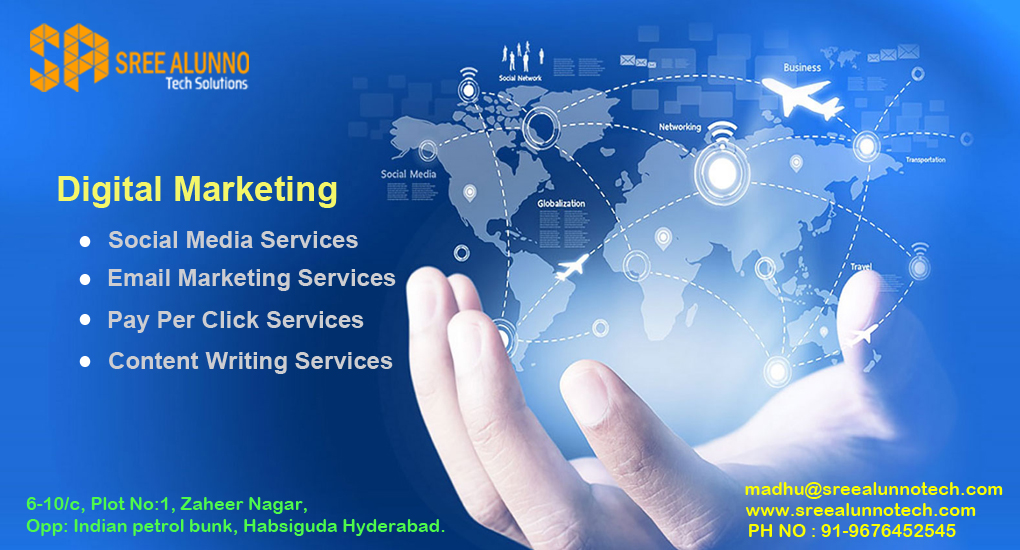 SREE ALUNNO
Tech Solutions
Social Network
Business
Networking
Transportation
Social Media
Globalization
Travel
Digital Marketing
Social Media Services
Email Marketing Services
Pay Per Click Services
Content Writing Services
6-10/c, Plot No:1, Zaheer Nagar,
Opp: Indian petrol bunk, Habsiguda Hyderabad.
madhu@sreealunnotech.com
www.sreealunnotech.com
PH NO : 91-9676452545